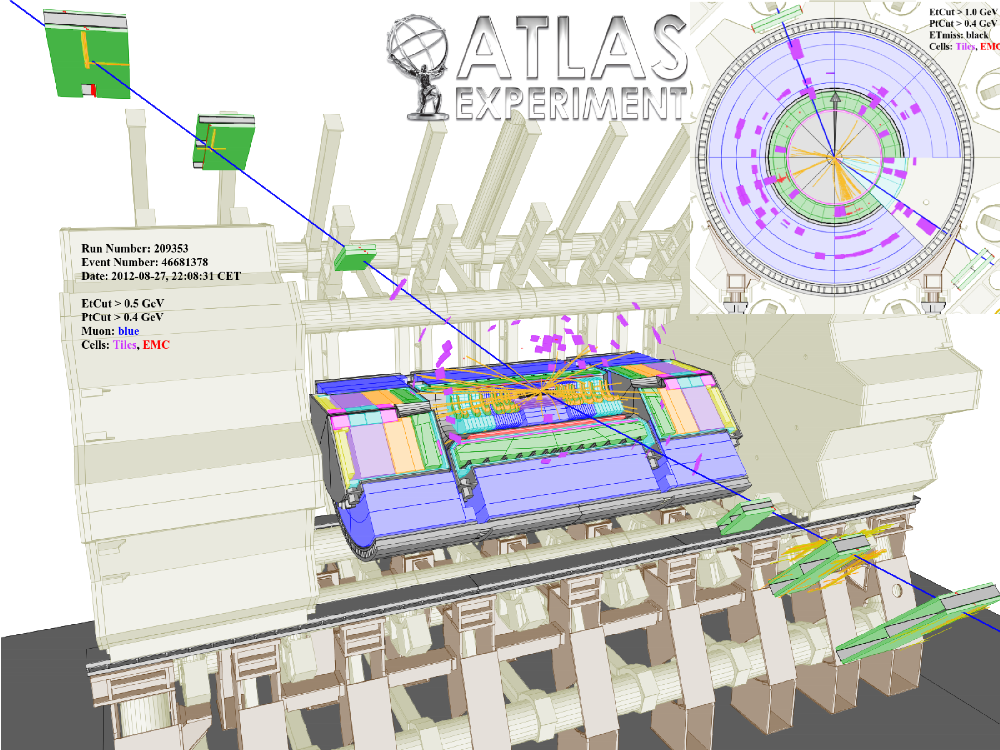 ATLAS
EXPERIMENT
EtCut > 1.0 GeV
PtCut > 0.4 GeV
ETmiss: black
Cells: Tiles, EMC
Run Number: 209353
Event Number: 46681378
Date: 2012-08-27, 22:08:31 CET
EtCut > 0.5 GeV
PtCut > 0.4 GeV
Muon: blue
Cells: Tiles, EMC